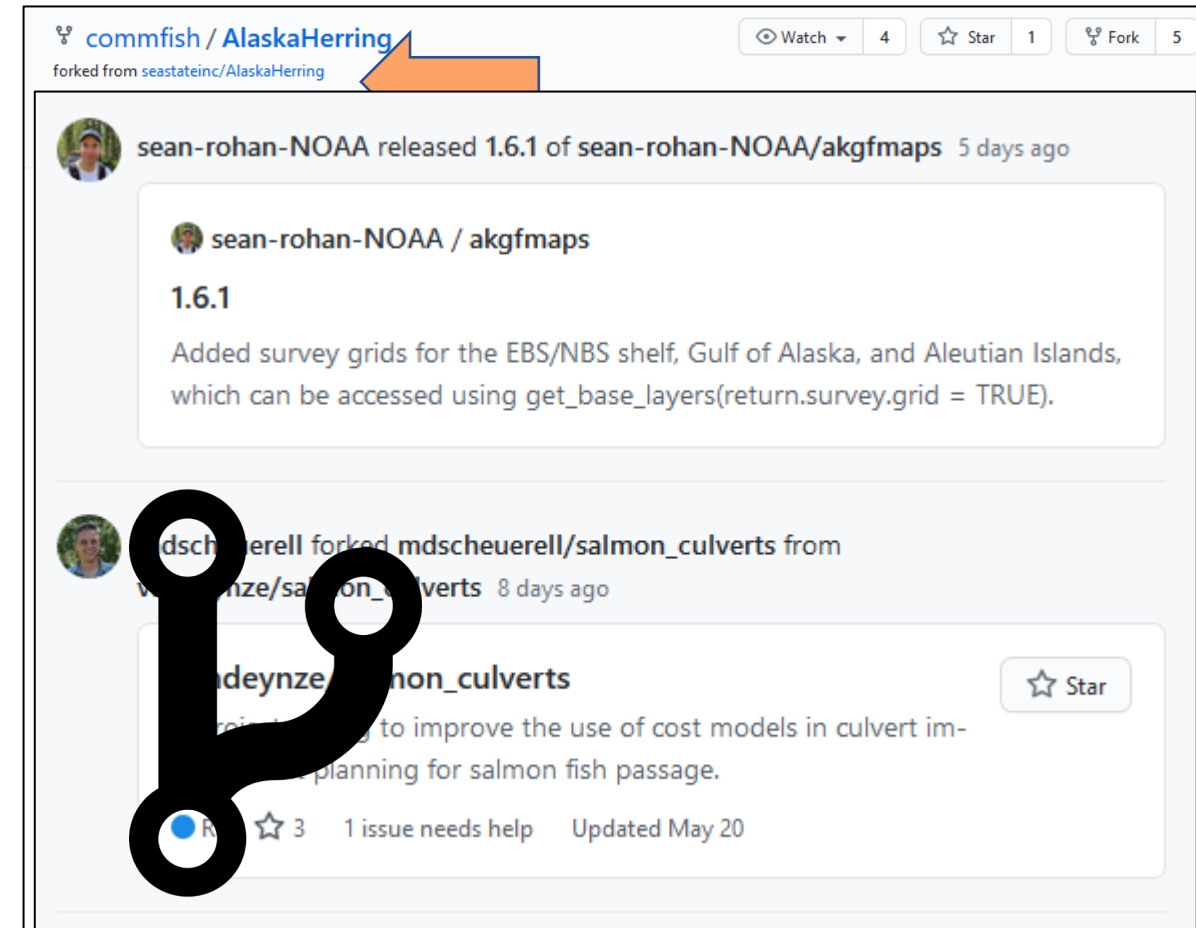 commfish / AlaskaHerring
Watch 4 Star 1 Fork 5
forked from seastateinc/AlaskaHerring
sean-rohan-NOAA released 1.6.1 of sean-rohan-NOAA/akgfmaps 5 days ago
sean-rohan-NOAA / akgfmaps
1.6.1
Added survey grids for the EBS/NBS shelf, Gulf of Alaska, and Aleutian Islands,
which can be accessed using get_base_layers(return.survey.grid = TRUE).
forked mdscheuerell/salmon_culverts from
8 days ago
Star
to improve the use of cost models in culvert im-
planning for salmon fish passage.
3 1 issue needs help Updated May 20